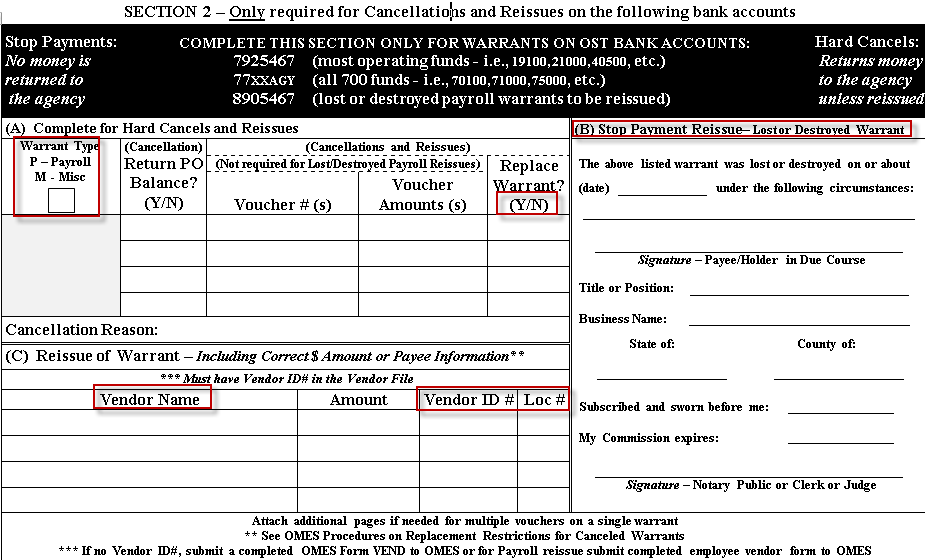 SECTION 2 – Only required for Cancellations and Reissues on the following bank accounts
Stop Payments:
No money is
returned to
the agency
COMPLETE THIS SECTION ONLY FOR WARRANTS ON OST BANK ACCOUNTS:
7925467 (most operating funds - i.e., 19100,21000,40500, etc.)
77XXAGY (all 700 funds - i.e., 70100,71000,75000, etc.)
8905467 (lost or destroyed payroll warrants to be reissued)
Hard Cancels:
Returns money
to the agency
unless reissued
(A) Complete for Hard Cancels and Reissues
Warrant Type
P – Payroll
M - Misc
(Cancellation)
Return PO
Balance?
(Y/N)
(Cancellations and Reissues)
(Not required for Lost/Destroyed Payroll Reissues)
Voucher # (s)
Voucher
Amounts (s)
Replace
Warrant?
(Y/N)
Cancellation Reason:
(C) Reissue of Warrant – Including Correct $ Amount or Payee Information**
*** Must have Vendor ID# in the Vendor File
Vendor Name Amount Vendor ID # Loc #
(B) Stop Payment Reissue– Lost or Destroyed Warrant
The above listed warrant was lost or destroyed on or about
(date) ____________ under the following circumstances:
Signature – Payee/Holder in Due Course
Title or Position:
Business Name:
State of: County of:
Subscribed and sworn before me:
My Commission expires:
Signature – Notary Public or Clerk or Judge
Attach additional pages if needed for multiple vouchers on a single warrant
** See OMES Procedures on Replacement Restrictions for Canceled Warrants
*** If no Vendor ID#, submit a completed OMES Form VEND to OMES or for Payroll reissue submit completed employee vendor form to OMES